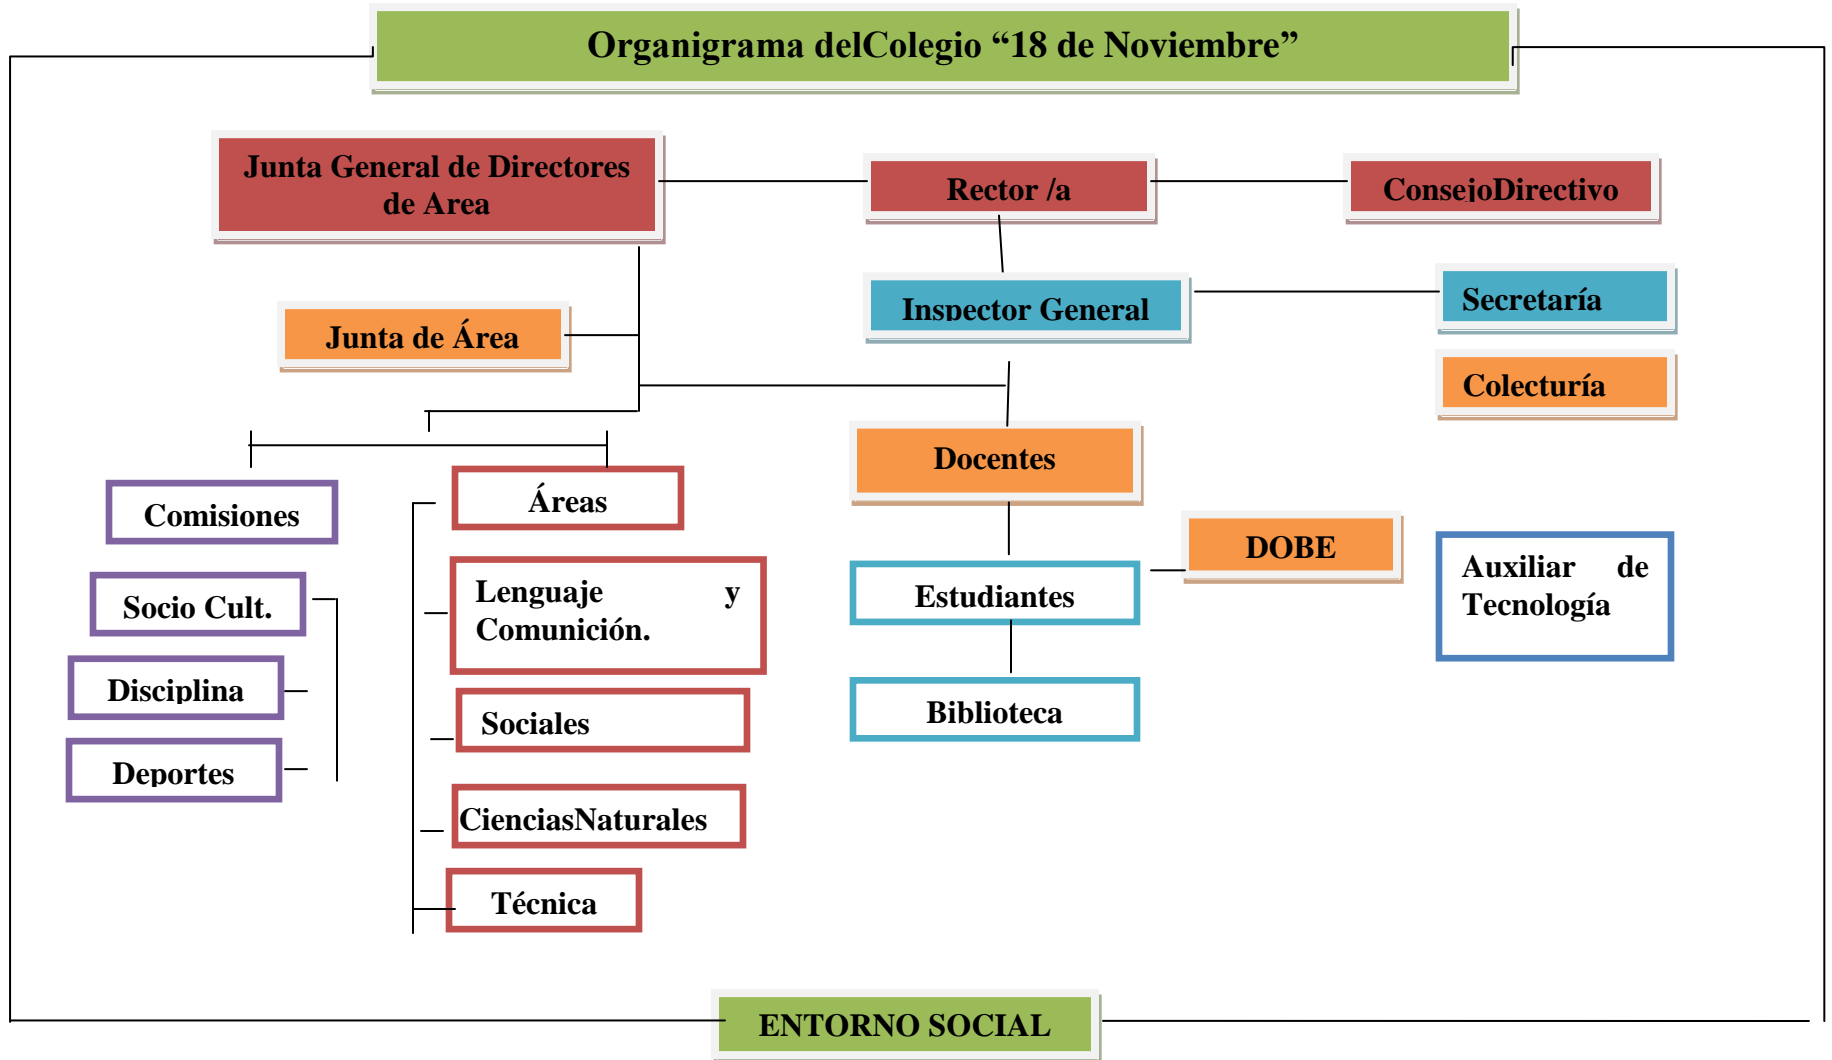 Organigrama delColegio “18 de Noviembre”
Junta General de Directores
de Area
Rector /a
ConsejoDirectivo
Inspector General
Secretaría
Junta de Área
Colecturía
Docentes
Comisiones
Áreas
DOBE
Auxiliar de
Tecnología
Socio Cult.
Lenguaje y
Comunición.
Estudiantes
Disciplina
Sociales
Biblioteca
Deportes
CienciasNaturales
Técnica
ENTORNO SOCIAL